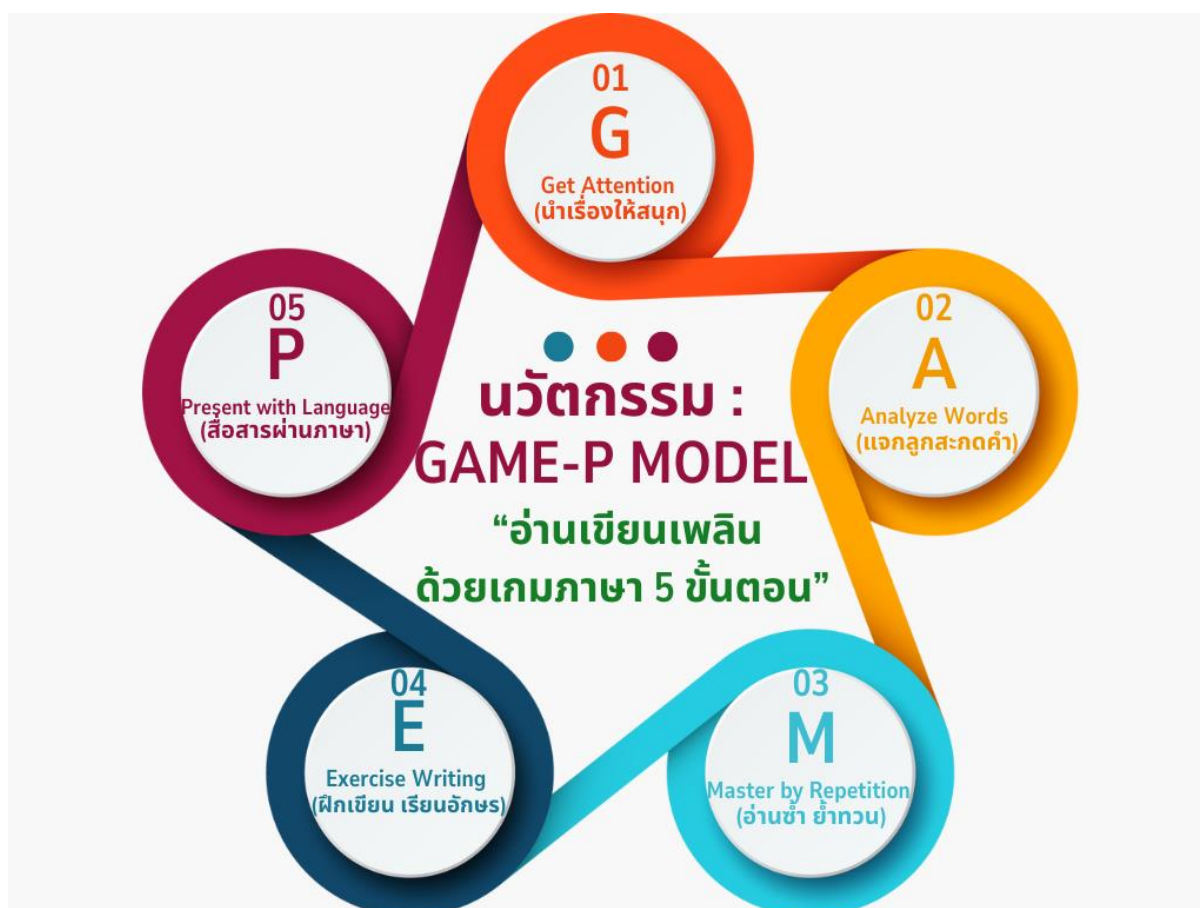 01
G
Get Attention
(นำเรื่องให้สนุก)
02
A
Analyze Words
(แจกลูกสะกดคำ)
03
M
Master by Repetition
(อ่านซ้ำ ย้ำทวน)
04
E
Exercise Writing
(ฝึกเขียน เรียนอักษร)
05
P
Present with Language
(สื่อสารผ่านภาษา)
นวัตกรรม :
GAME-P MODEL
“อ่านเขียนเพลิน
ด้วยเกมภาษา 5 ขั้นตอน”